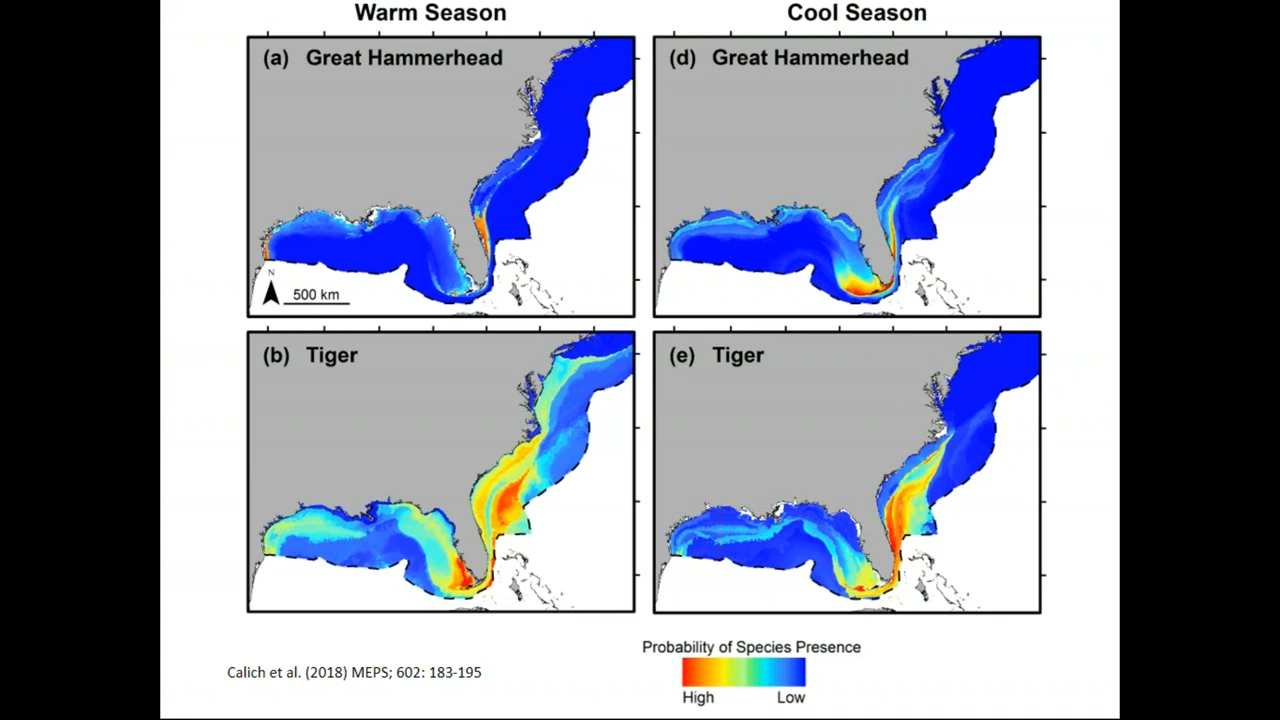 Warm Season
Cool Season
(a) Great Hammerhead
(d) Great Hammerhead
N
500 km
(b) Tiger
(e) Tiger
Probability of Species Presence
High Low
Calich et al. (2018) MEPS; 602: 183-195